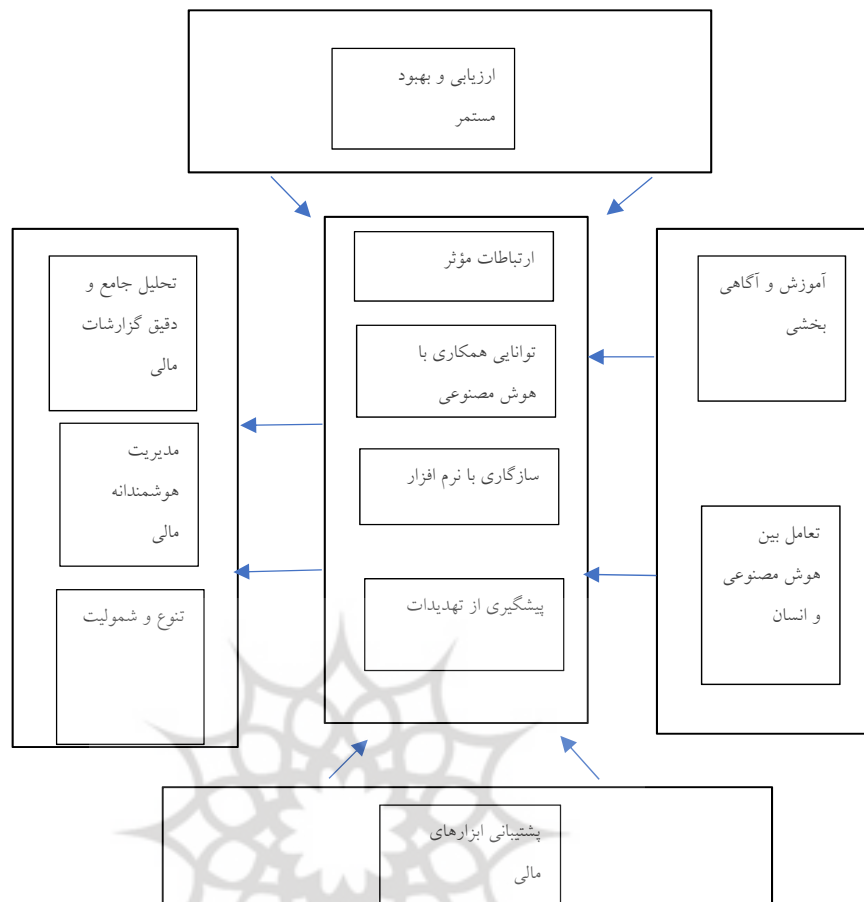 ارزیابی و بهبود
مستمر
آموزش و آگاهی
بخشی
تعامل بین
هوش مصنوعی
و انسان
ارتباطات مؤثر
توانایی همکاری با
هوش مصنوعی
سازگاری با نرم افزار
پیشگیری از تهدیدات
تحلیل جامع و
دقیق گزارشات
مالی
مدیریت
هوشمندانه
مالی
تنوع و شمولیت
پشتیبانی ابزارهای
مالی